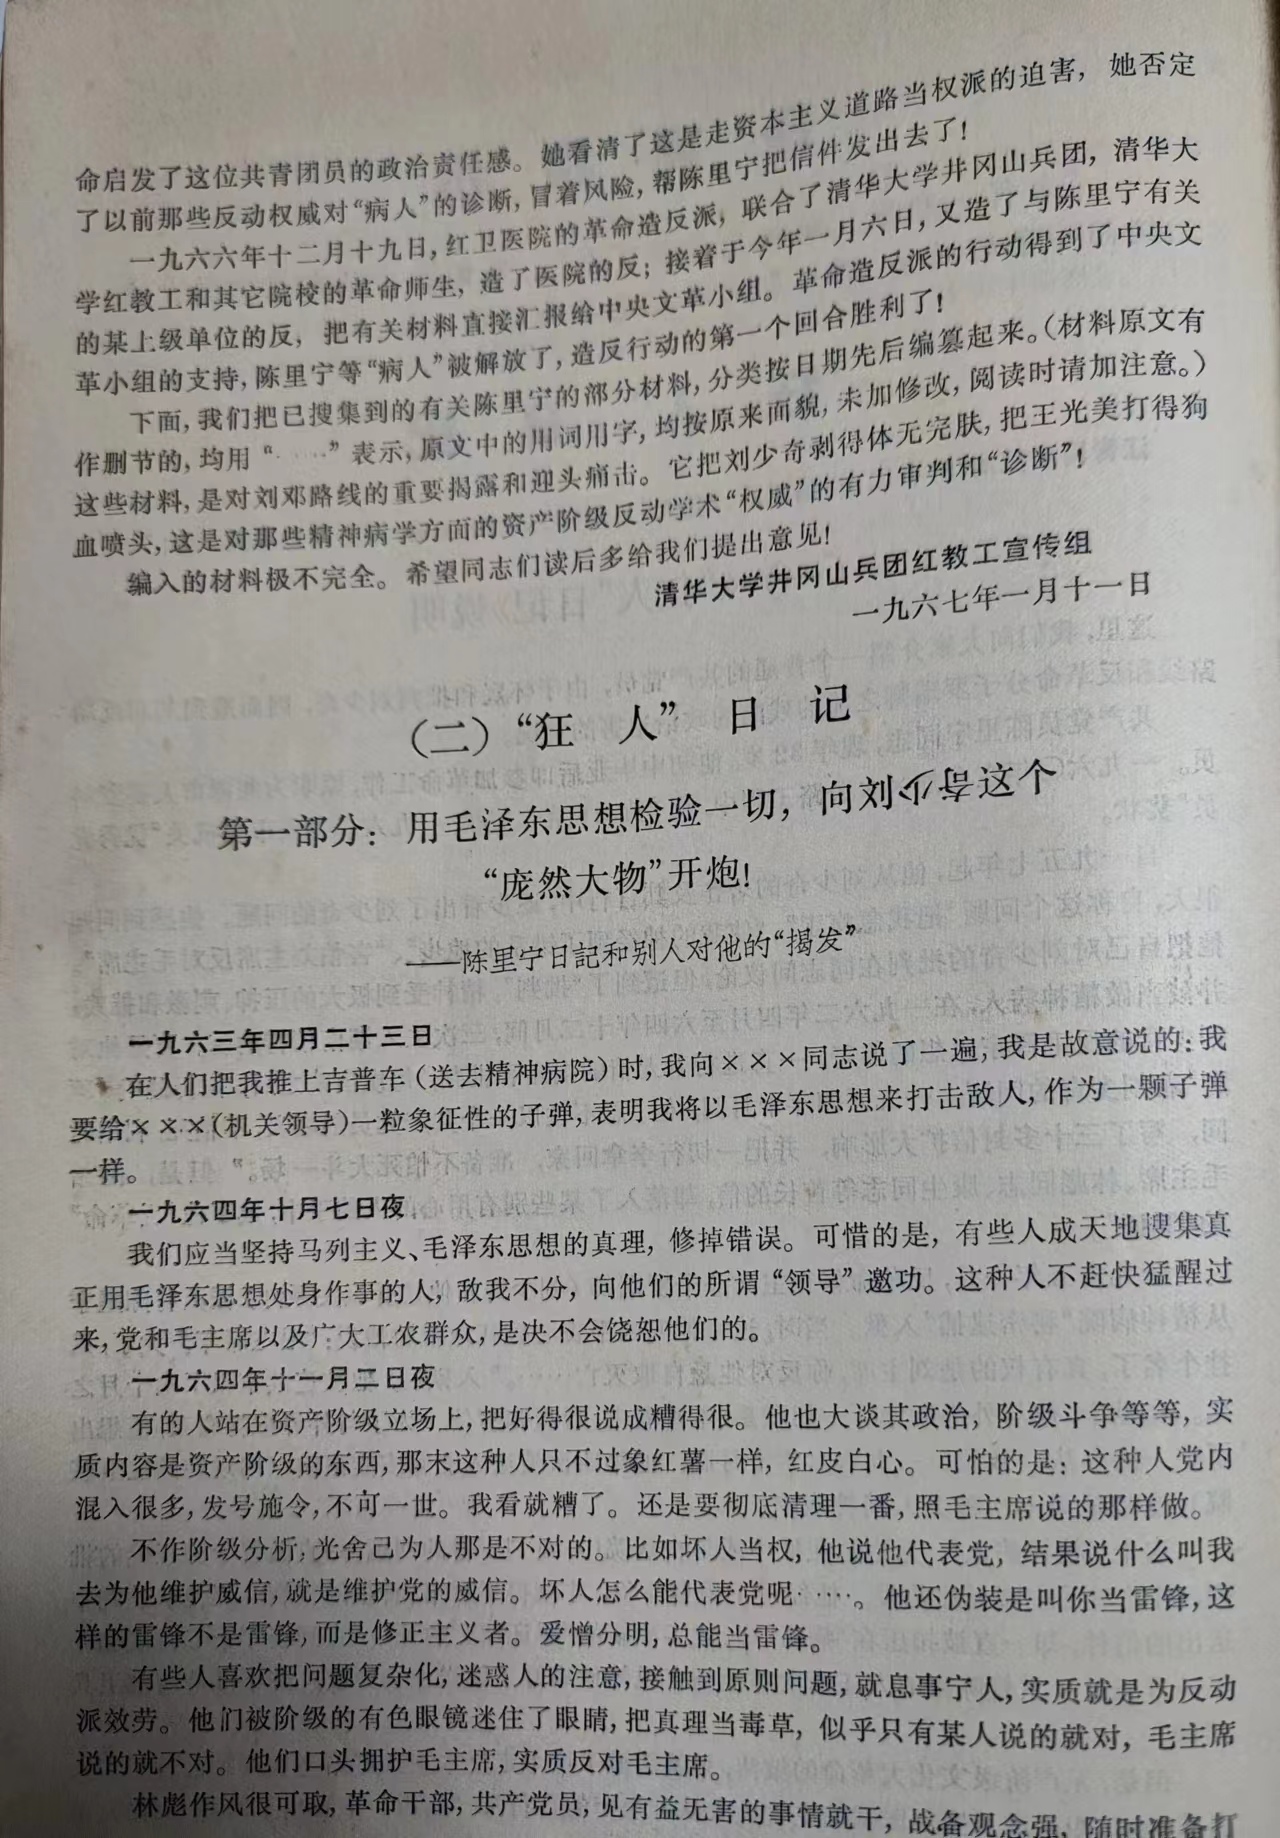 命启发了这位共青团员的政治责任感。她看清了这是走资本主义道路当权派的迫害，她否定
了以前那些反动权威对“病人”的诊断，冒着风险，帮陈里宁把信件发出去了！
一九六六年十二月十九日，红卫医院的革命造反派，联合了清华大学井冈山兵团，清华大
学红教工和其它院校的革命师生，造了医院的反；接着于今年一月六日，又造了与陈里宁有关
的某上级单位的反，把有关材料直接汇报给中央文革小组。革命造反派的行动得到了中央文
革小组的支持，陈里宁等“病人”被解放了，造反行动的第一个回合胜利了！
下面，我们把已搜集到的有关陈里宁的部分材料，分类按日期先后编篡起来。（材料原文有
作删节的，均用“……”表示，原文中的用词用字，均按原来面貌，未加修改，阅读时请加注意。）
这些材料，是对刘邓路线的重要揭露和迎头痛击。它把刘少奇剥得体无完肤，把王光美打得狗
血喷头，这是对那些精神病学方面的资产阶级反动学术“权威”的有力审判和“诊断”！
编入的材料极不完全。希望同志们读后多给我们提出意见！
清华大学井冈山兵团红教工宣传组
一九六七年一月十一日
（二）“狂人”日记
第一部分：用毛泽东思想检验一切，向刘少奇这个
“庞然大物”开炮！
——陈里宁日記和别人对他的“揭发”
一九六三年四月二十三日
在人们把我推上吉普车（送去精神病院）时，我向×××同志说了一遍，我是故意说的：我
要给×××（机关领导）一粒象征性的子弹，表明我将以毛泽东思想来打击敌人，作为一颗子弹
一样。
一九六四年十月七日夜
我们应当坚持马列主义、毛泽东思想的真理，修掉错误。可惜的是，有些人成天地搜集真
正用毛泽东思想处身作事的人，敌我不分，向他们的所谓“领导”邀功。这种人不赶快猛醒过
来，党和毛主席以及广大工农群众，是决不会饶恕他们的。
一九六四年十一月二日夜
有的人站在资产阶级立场上，把好得很说成糟得很。他也大谈其政治，阶级斗争等等，实
质内容是资产阶级的东西，那末这种人只不过象红薯一样，红皮白心。可怕的是：这种人党内
混入很多，发号施令，不可一世。我看就糟了。还是要彻底清理一番，照毛主席说的那样做。
不作阶级分析，光舍己为人那是不对的。比如坏人当权，他说他代表党，结果说什么叫我
去为他维护威信，就是维护党的威信。坏人怎么能代表党呢……。他还伪装是叫你当雷锋，这
样的雷锋不是雷锋，而是修正主义者。爱憎分明，总能当雷锋。
有些人喜欢把问题复杂化，迷惑人的注意，接触到原则问题，就息事宁人，实质就是为反动
派效劳。他们被阶级的有色眼镜迷住了眼睛，把真理当毒草，似乎只有某人说的就对，毛主席
说的就不对。他们口头拥护毛主席，实质反对毛主席。
林彪作风很可取，革命干部，共产党员，见有益无害的事情就干，战备观念强，随时准备打